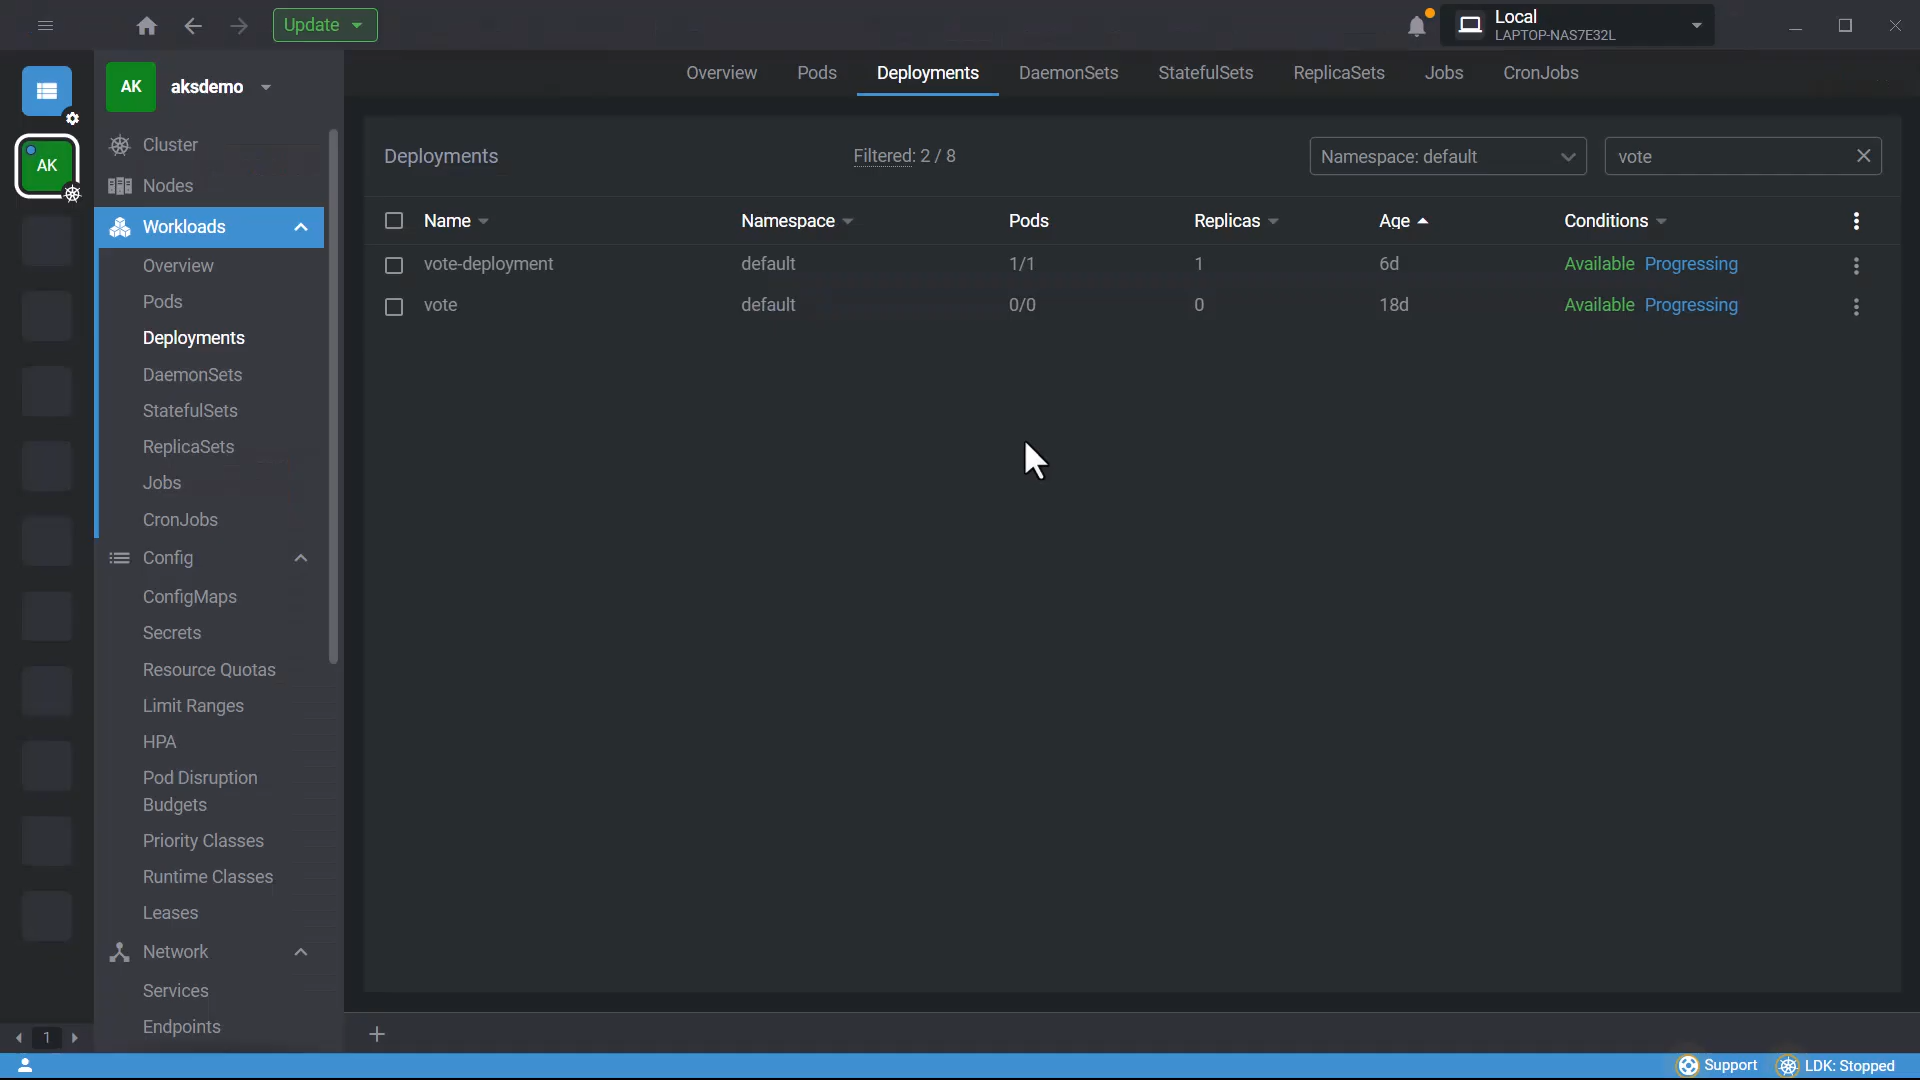 Update
Local
LAPTOP-NAS7E32L
AK
aksdemo
Overview
Pods
Deployments
DaemonSets
StatefulSets
ReplicaSets
Jobs
CronJobs
AK
Cluster
Nodes
Workloads
Overview
Pods
Deployments
DaemonSets
StatefulSets
ReplicaSets
Jobs
CronJobs
Config
ConfigMaps
Secrets
Resource Quotas
Limit Ranges
HPA
Pod Disruption
Budgets
Priority Classes
Runtime Classes
Leases
Network
Services
Endpoints
Deployments
Filtered: 2 / 8
Namespace: default
vote
Name Namespace Pods Replicas Age Conditions
vote-deployment default 1/1 1 6d Available Progressing
vote default 0/0 0 18d Available Progressing
1
Support
LDK: Stopped